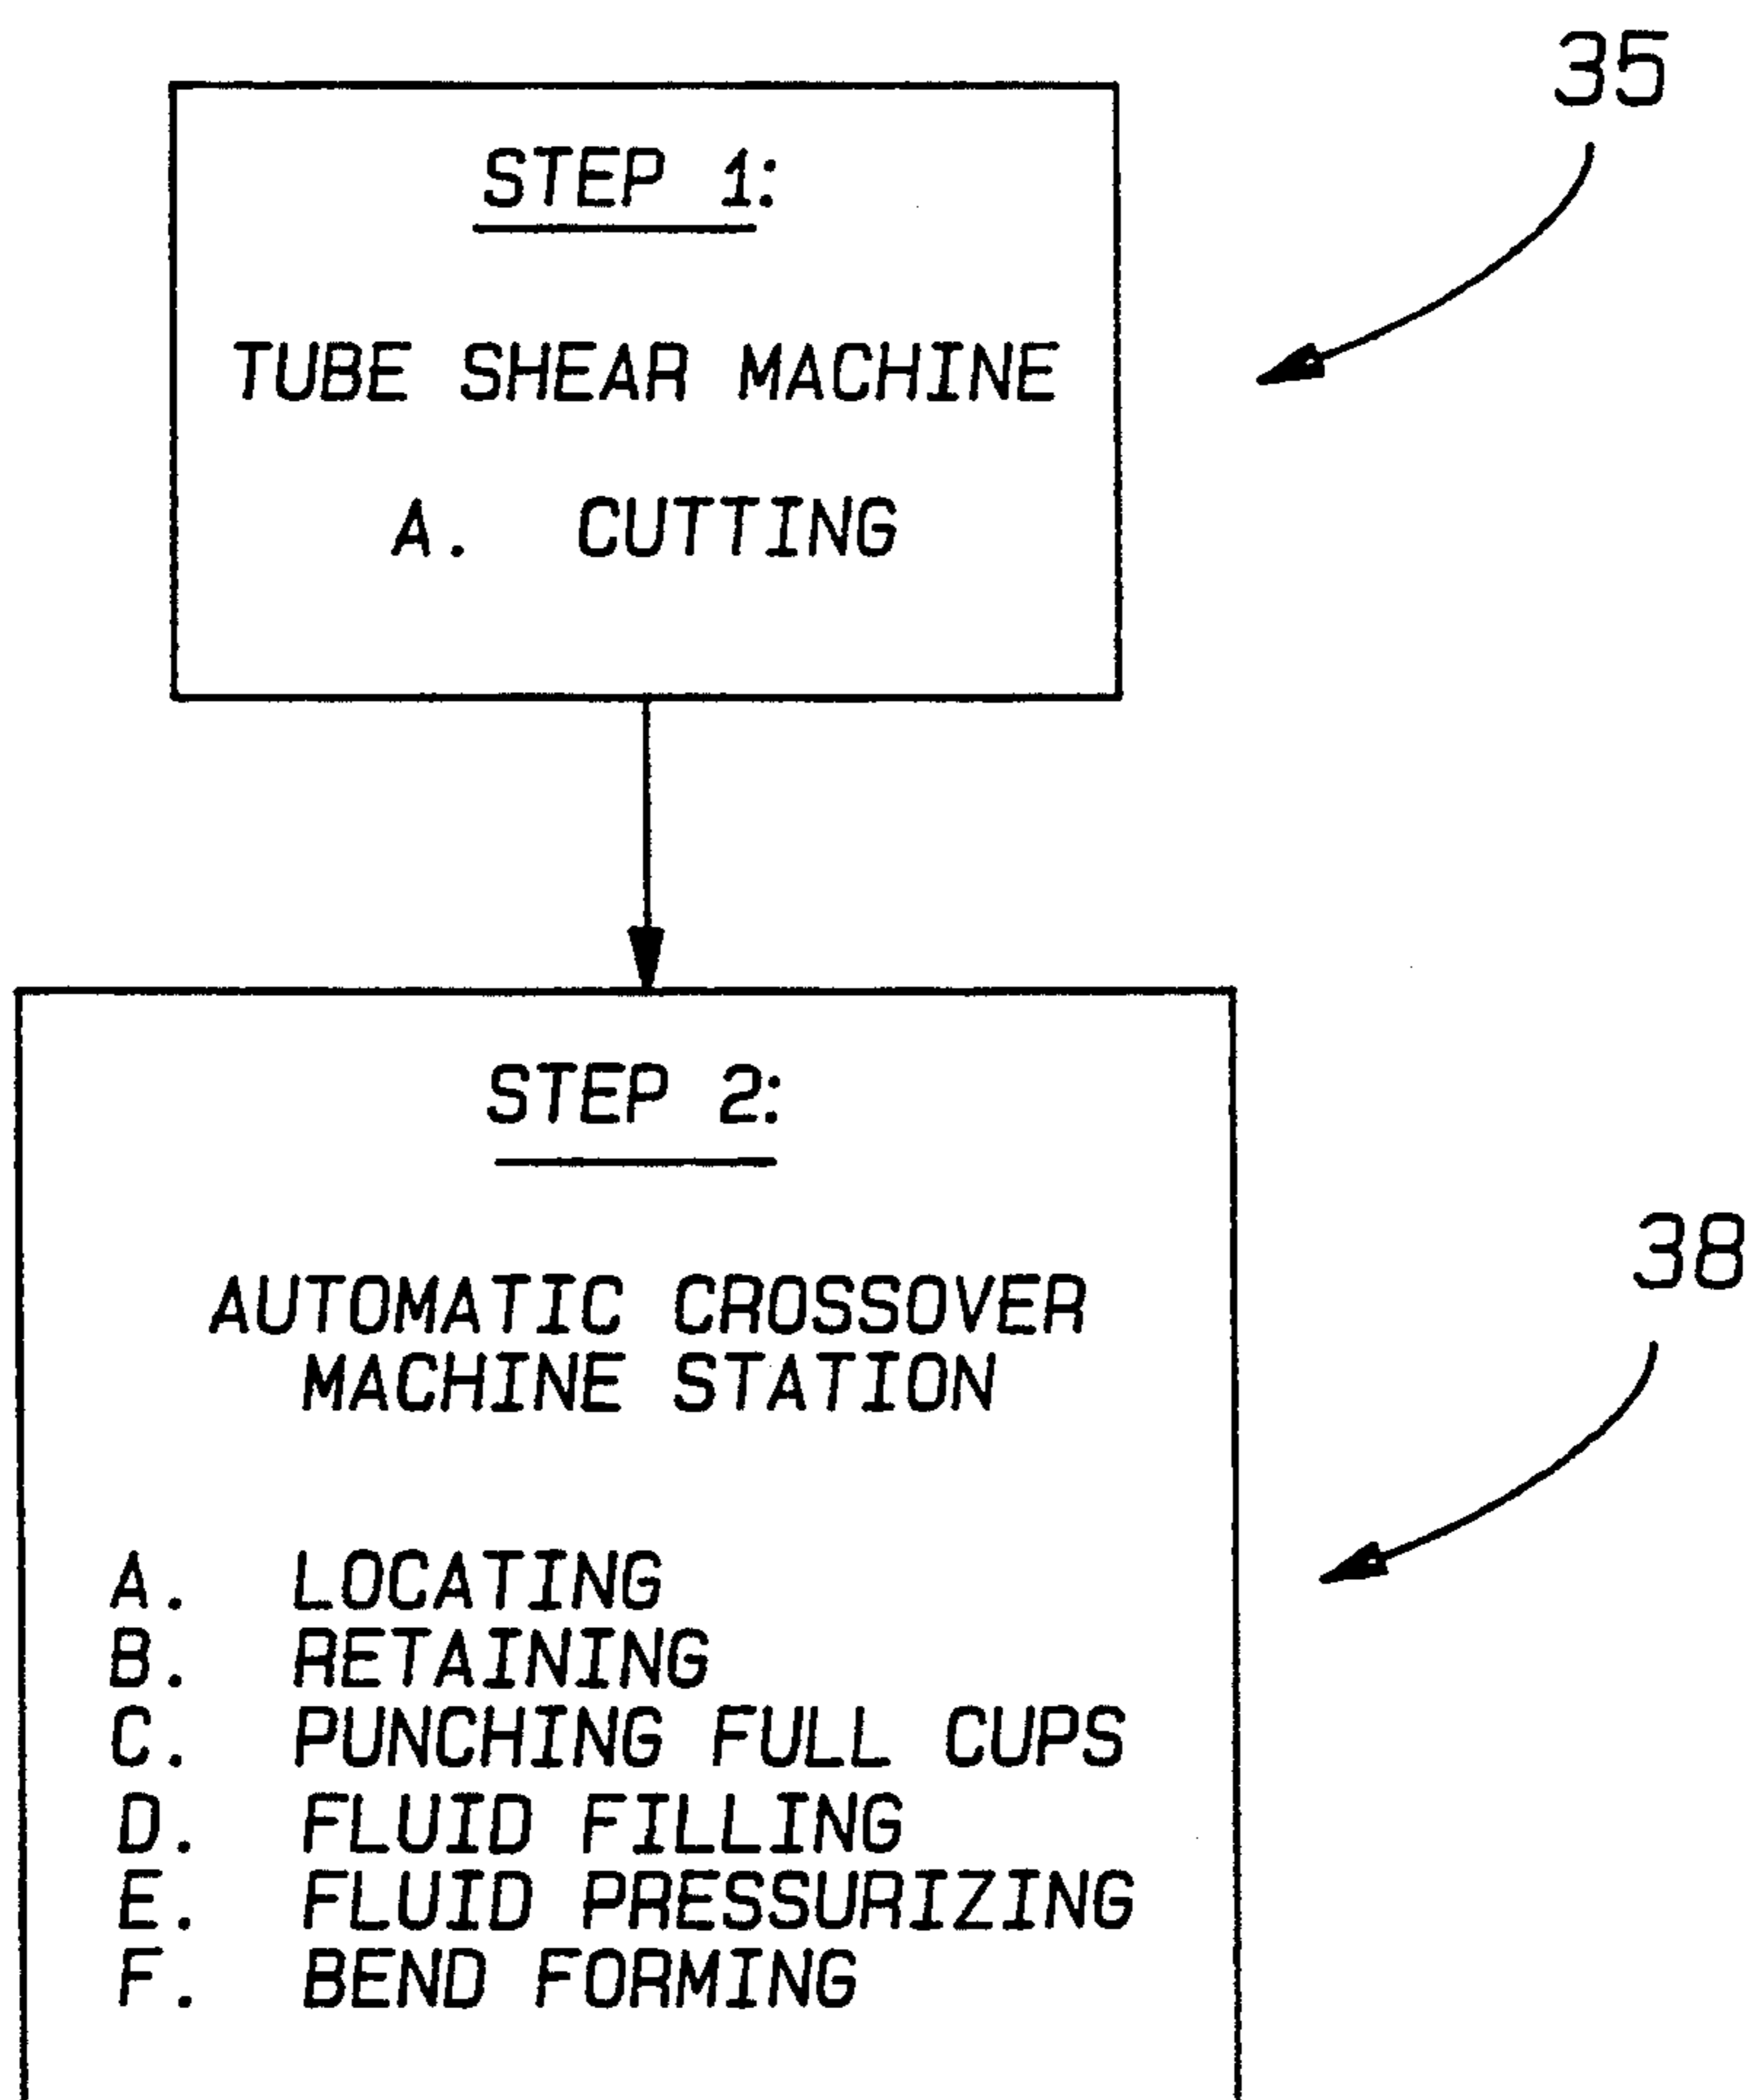 35
STEP 1:
TUBE SHEAR MACHINE
A. CUTTING
STEP 2:
38
AUTOMATIC CROSSOVER
MACHINE STATION
A. LOCATING
B. RETAINING
C. PUNCHING FULL CUPS
D. FLUID FILLING
E. FLUID PRESSURIZING
F. BEND FORMING